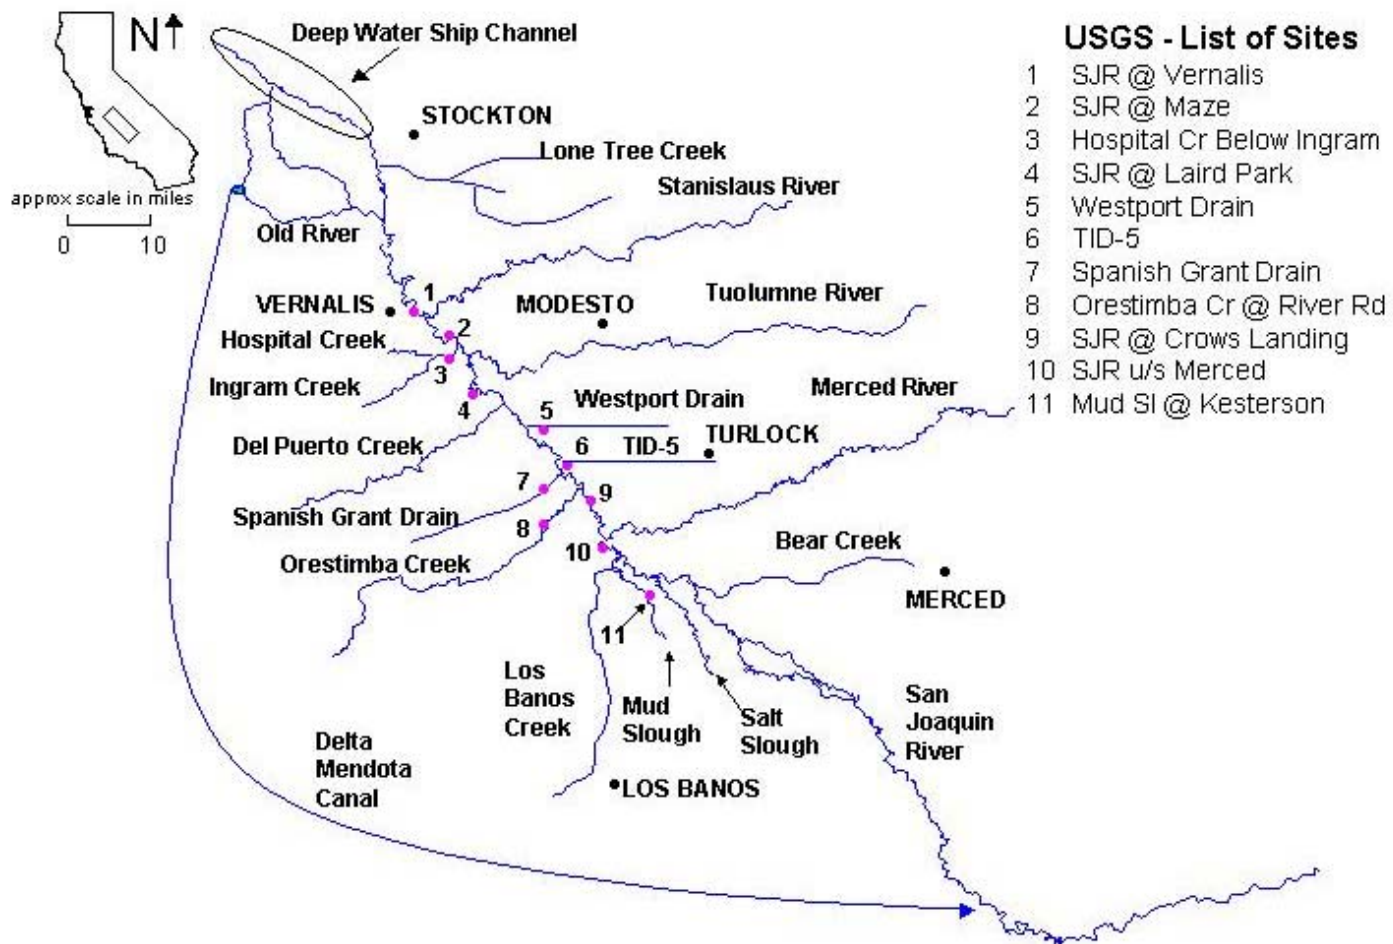 N
Deep Water Ship Channel
USGS - List of Sites
1 SJR @ Vernalis
2 SJR @ Maze
3 Hospital Cr Below Ingram
4 SJR @ Laird Park
5 Westport Drain
6 TID-5
7 Spanish Grant Drain
8 Orestimba Cr @ River Rd
9 SJR @ Crows Landing
10 SJR u/s Merced
11 Mud Sl @ Kesterson
approx scale in miles
0 10
STOCKTON
Lone Tree Creek
Stanislaus River
Old River
VERNALIS
1
MODESTO
Tuolumne River
Hospital Creek
2
Ingram Creek
3
4
Merced River
Westport Drain
5
Del Puerto Creek
TURLOCK
6
TID-5
7
Spanish Grant Drain
8
9
Orestimba Creek
10
Bear Creek
MERCED
11
Los
Banos
Creek
Mud
Slough
Salt
Slough
San
Joaquin
River
Delta
Mendota
Canal
LOS BANOS